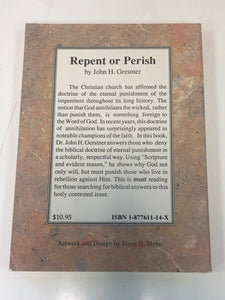 Repent or Perish
by John H. Gerstner
The Christian church has affirmed the
doctrine of the eternal punishment of the
impenitent throughout its long history. The
notion that God annihilates the wicked, rather
than punish them, is something foreign to
the Word of God. In recent years, this doctrine
of annihilation has surprisingly appeared in
noteable champions of the faith. In this book,
Dr. John H. Gerstner answers those who deny
the biblical doctrine of eternal punishment in
a scholarly, respectful way. Using "Scripture
and evident reason," he shows why God not
only will, but must punish those who live in
rebellion against Him. This is must reading
for those searching for biblical answers to this
hotly contested issue.
$10.95 ISBN 1-877611-14-X
Artwork and Design by Joyce H.